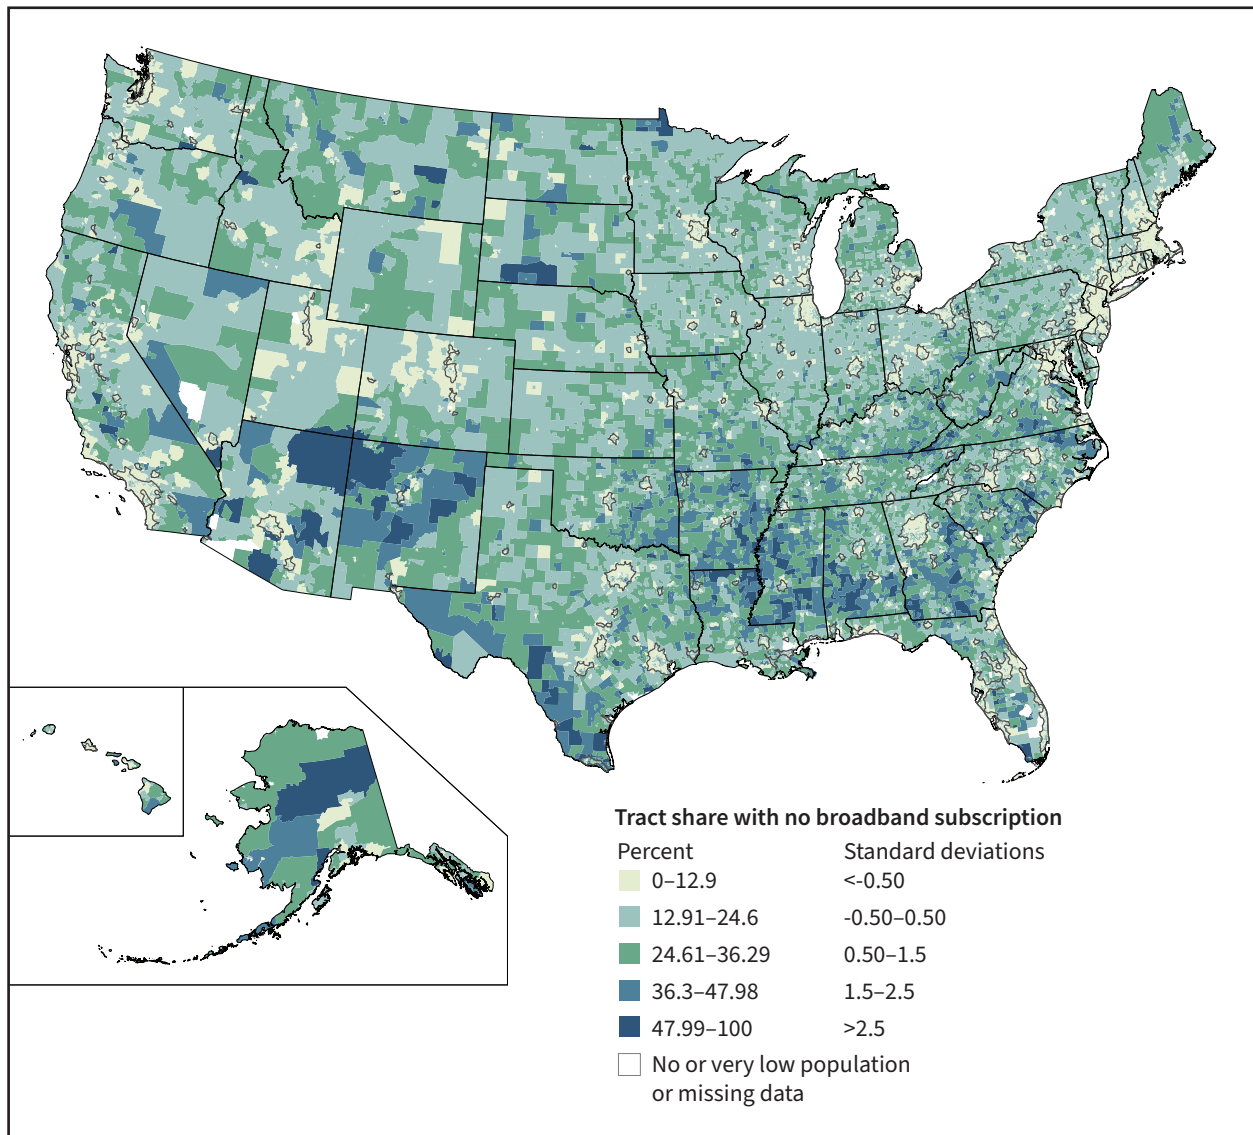 Tract share with no broadband subscription
Percent Standard deviations
0–12.9 <-0.50
12.91–24.6 -0.50–0.50
24.61–36.29 0.50–1.5
36.3–47.98 1.5–2.5
47.99–100 >2.5
No or very low population
or missing data